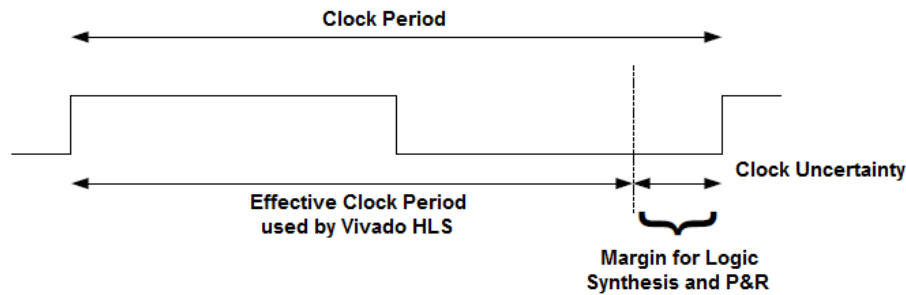 Clock Period
Clock Uncertainty
Effective Clock Period
used by Vivado HLS
Margin for Logic
Synthesis and P&R